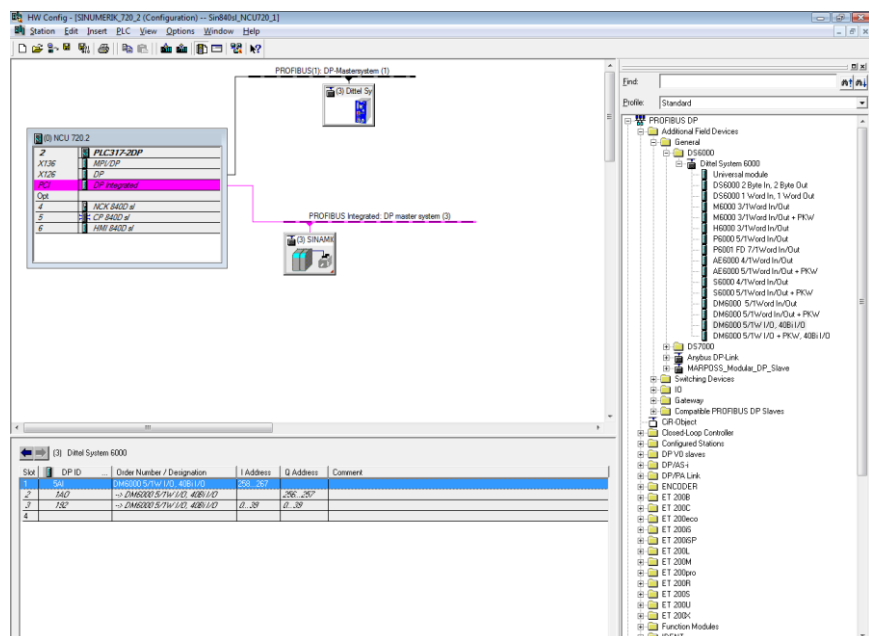 HW Config - [SINUMERIK_720_2 (Configuration) -- Sin840sl_NCU720_1]
Station Edit Insert PLC View Options Window Help
PROFIBUS(1): DP-Mastersystem (1)
(3) Dittel Sy
(0) NCU 720.2
2 PLC317-2DP
X136 MPI/DP
X126 DP
PCI DP Integrated
Opt
4 NCK 840D sl
5 CP 840D sl
6 HMI 840D sl
PROFIBUS Integrated: DP master system (3)
(3) SINAM
(3) Dittel System 6000
Slot DP ID ... Order Number / Designation I Address Q Address Comment
1 5AI DM6000 5/1W I/O, 40Bi I/O 258...267
2 1AO --> DM6000 5/1W I/O, 40Bi I/O 256...257
3 192 --> DM6000 5/1W I/O, 40Bi I/O 0...39 0...39
4
Find:
Profile: Standard
PROFIBUS DP
Additional Field Devices
General
DS6000
Dittel System 6000
Universal module
DS6000 2 Byte In, 2 Byte Out
DS6000 1 Word In, 1 Word Out
M6000 3/1Word In/Out
M6000 3/1Word In/Out + PKW
H6000 3/1Word In/Out
P6000 5/1Word In/Out
P6001 FD 7/1Word In/Out
AE6000 4/1Word In/Out
AE6000 5/1Word In/Out + PKW
S6000 4/1Word In/Out
S6000 5/1Word In/Out + PKW
DM6000 5/1Word In/Out
DM6000 5/1Word In/Out + PKW
DM6000 5/1W I/O, 40Bi I/O
DM6000 5/1W I/O + PKW, 40Bi I/O
DS7000
Anybus DP-Link
MARPOSS_Modular_DP_Slave
Switching Devices
IO
Gateway
Compatible PROFIBUS DP Slaves
CiR-Object
Closed-Loop Controller
Configured Stations
DP V0 slaves
DP/AS-i
DP/PA Link
ENCODER
ET 200B
ET 200C
ET 200eco
ET 200iS
ET 200iSP
ET 200L
ET 200M
ET 200pro
ET 200R
ET 200S
ET 200U
ET 200X
Function Modules